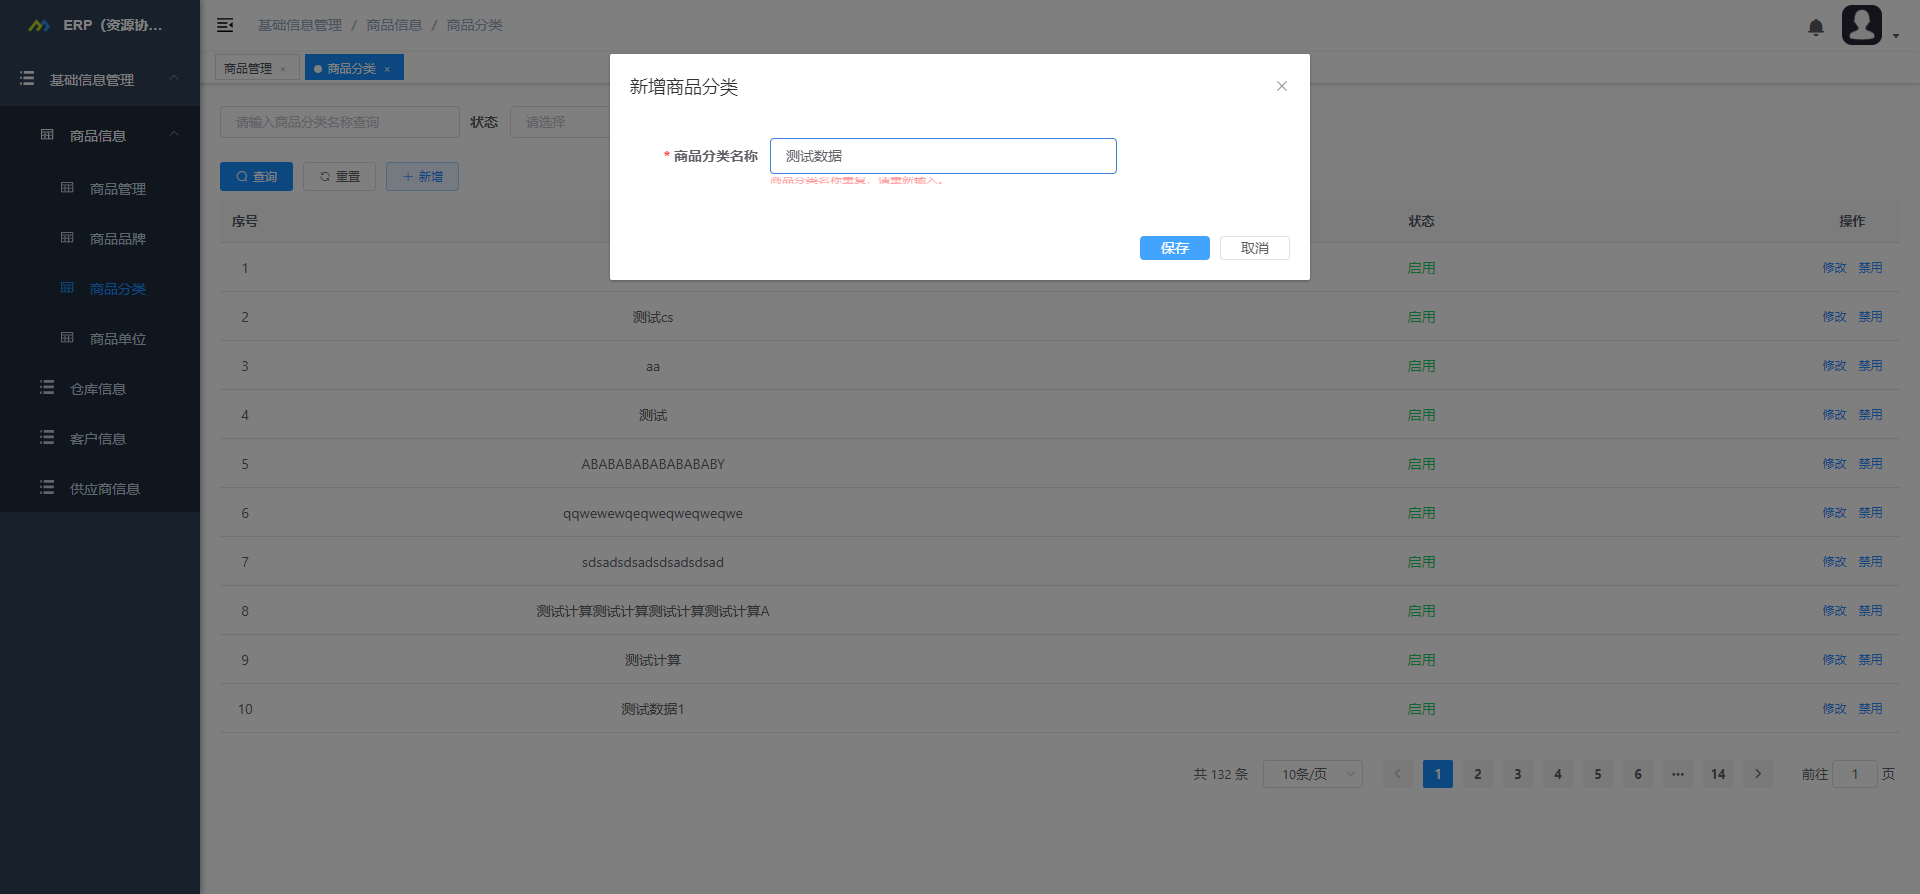 ERP（资源协...
基础信息管理 / 商品信息 / 商品分类
基础信息管理
商品信息
商品管理
商品品牌
商品分类
商品单位
仓库信息
客户信息
供应商信息
商品管理 ×
商品分类 ×
请输入商品分类名称查询 状态 请选择
查询 重置 + 新增
新增商品分类
* 商品分类名称 测试数据
商品分类名称重复，请重新输入。
保存 取消
序号 状态 操作
1 启用 修改 禁用
2 测试cs 启用 修改 禁用
3 aa 启用 修改 禁用
4 测试 启用 修改 禁用
5 ABABABABABABABABY 启用 修改 禁用
6 qqwewewqeqweqweqweqwe 启用 修改 禁用
7 sdsadsdsadsdsadsdsad 启用 修改 禁用
8 测试计算测试计算测试计算测试计算A 启用 修改 禁用
9 测试计算 启用 修改 禁用
10 测试数据1 启用 修改 禁用
共 132 条 10条/页 1 2 3 4 5 6 ··· 14 前往 1 页